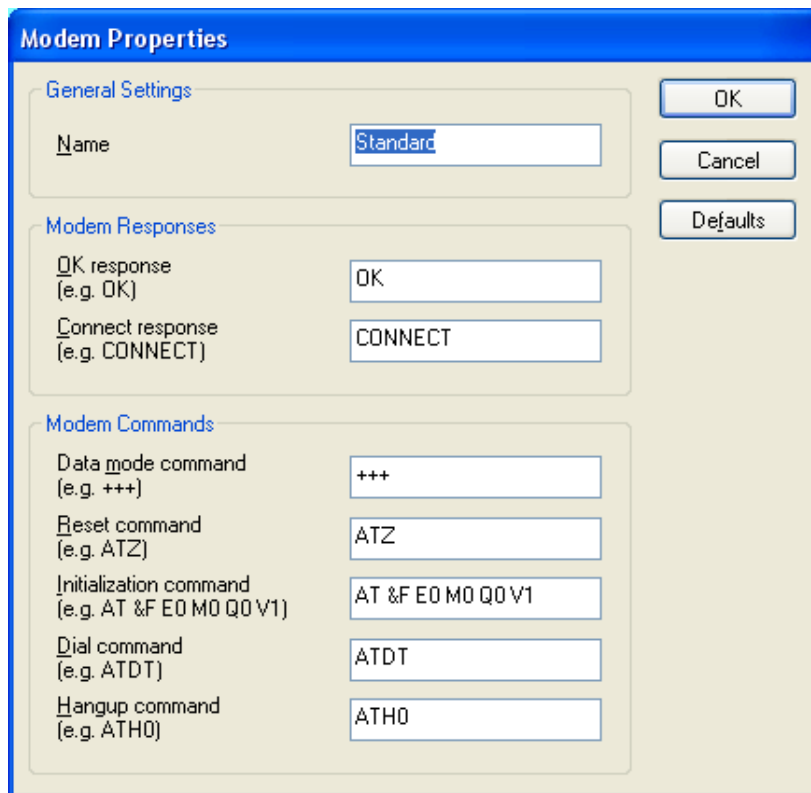 Modem Properties
General Settings
Name
Standard
OK
Cancel
Defaults
Modem Responses
OK response
(e.g. OK)
OK
Connect response
(e.g. CONNECT)
CONNECT
Modem Commands
Data mode command
(e.g. +++)
+++
Reset command
(e.g. ATZ)
ATZ
Initialization command
(e.g. AT &F E0 M0 Q0 V1)
AT &F E0 M0 Q0 V1
Dial command
(e.g. ATDT)
ATDT
Hangup command
(e.g. ATH0)
ATH0